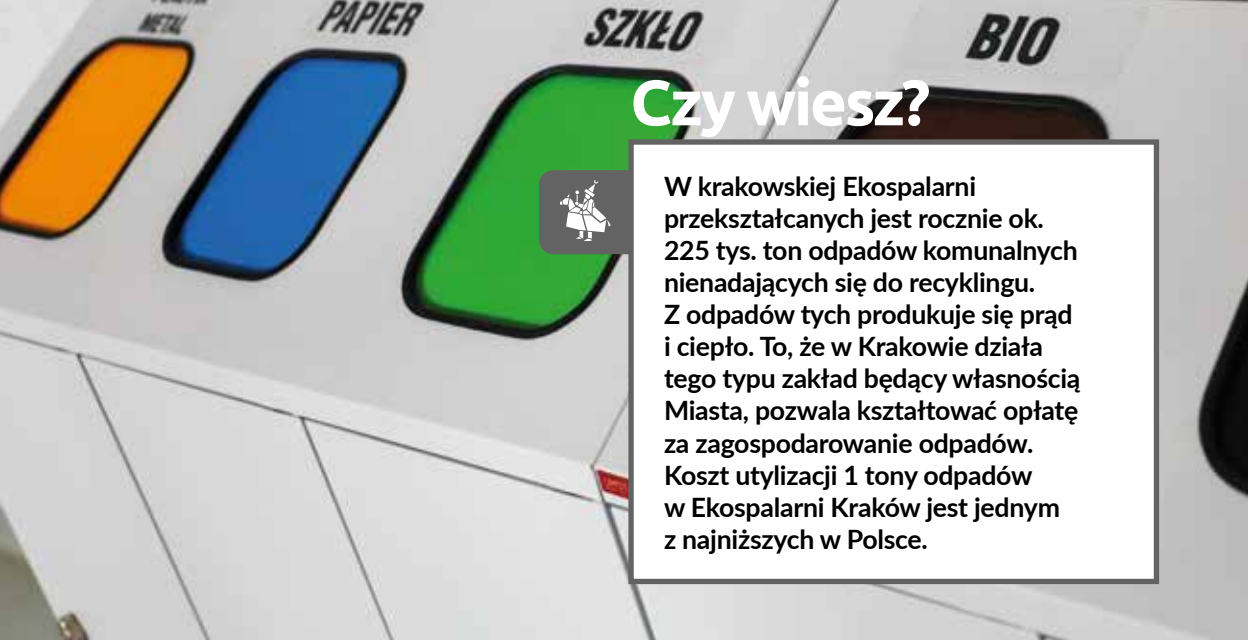 METAL
PAPIER
SZKŁO
BIO
Czy wiesz?
W krakowskiej Ekospalarni
przekształcanych jest rocznie ok.
225 tys. ton odpadów komunalnych
nienadających się do recyklingu.
Z odpadów tych produkuje się prąd
i ciepło. To, że w Krakowie działa
tego typu zakład będący własnością
Miasta, pozwala kształtować opłatę
za zagospodarowanie odpadów.
Koszt utylizacji 1 tony odpadów
w Ekospalarni Kraków jest jednym
z najniższych w Polsce.